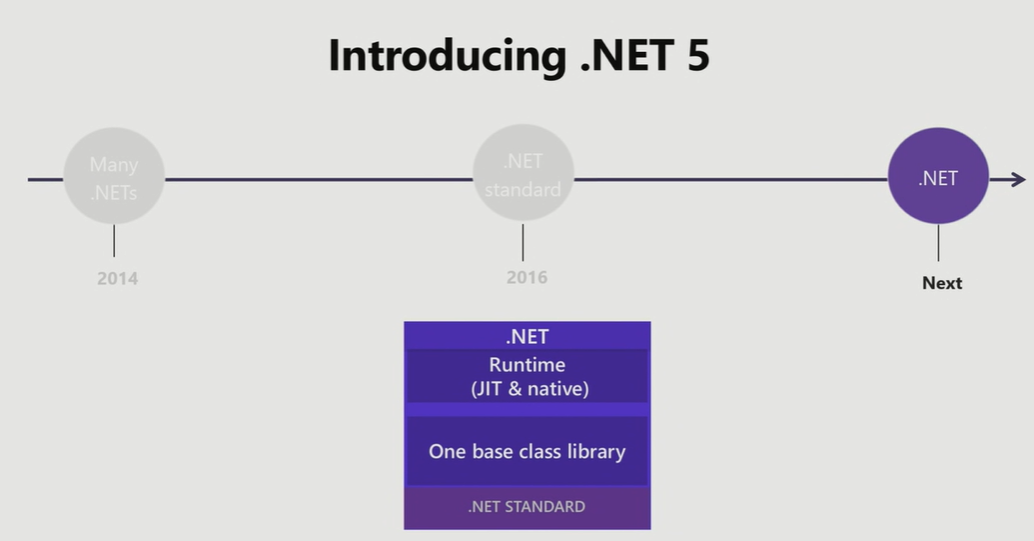 Introducing .NET 5
Many
.NETs
.NET
standard
.NET
2014
2016
Next
.NET
Runtime
(JIT & native)
One base class library
.NET STANDARD